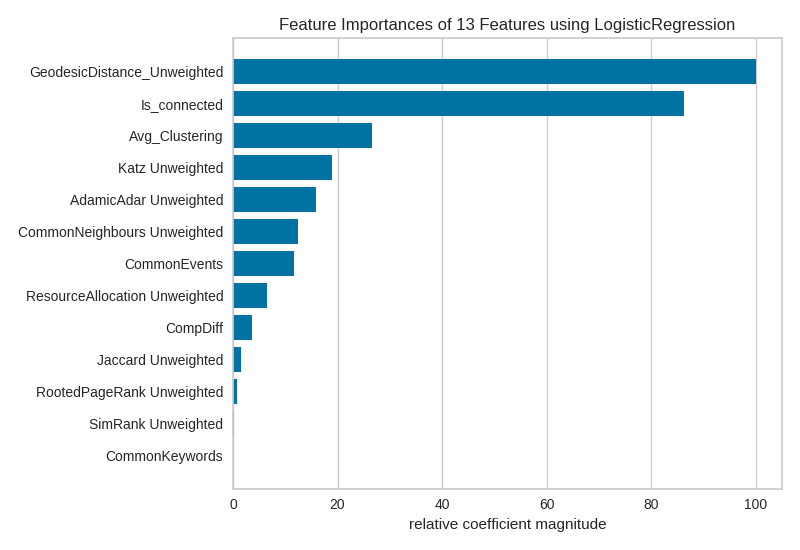 Feature Importances of 13 Features using LogisticRegression
GeodesicDistance_Unweighted
Is_connected
Avg_Clustering
Katz Unweighted
AdamicAdar Unweighted
CommonNeighbours Unweighted
CommonEvents
ResourceAllocation Unweighted
CompDiff
Jaccard Unweighted
RootedPageRank Unweighted
SimRank Unweighted
CommonKeywords
0 20 40 60 80 100
relative coefficient magnitude